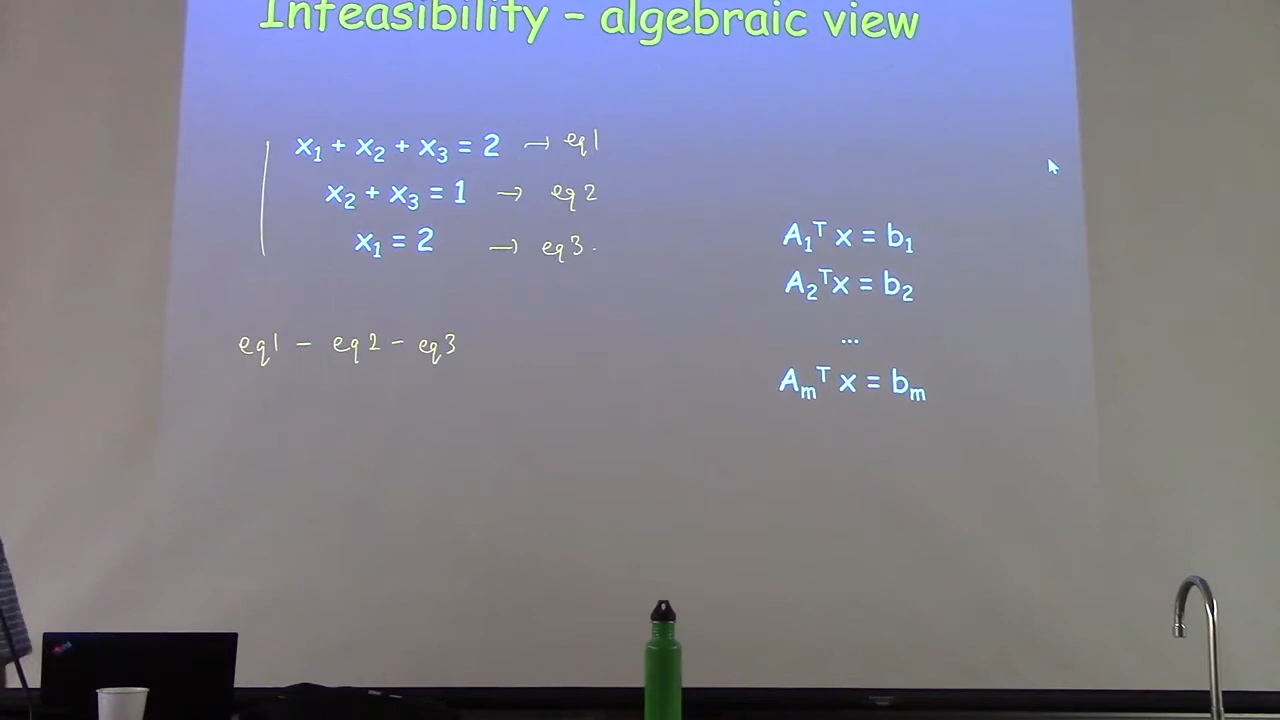 Infeasibility – algebraic view
x₁ + x₂ + x₃ = 2 → eq1
x₂ + x₃ = 1 → eq2
x₁ = 2 → eq3.
eq1 – eq2 – eq3
A₁ᵀ x = b₁
A₂ᵀx = b₂
...
Aₘᵀ x = bₘ